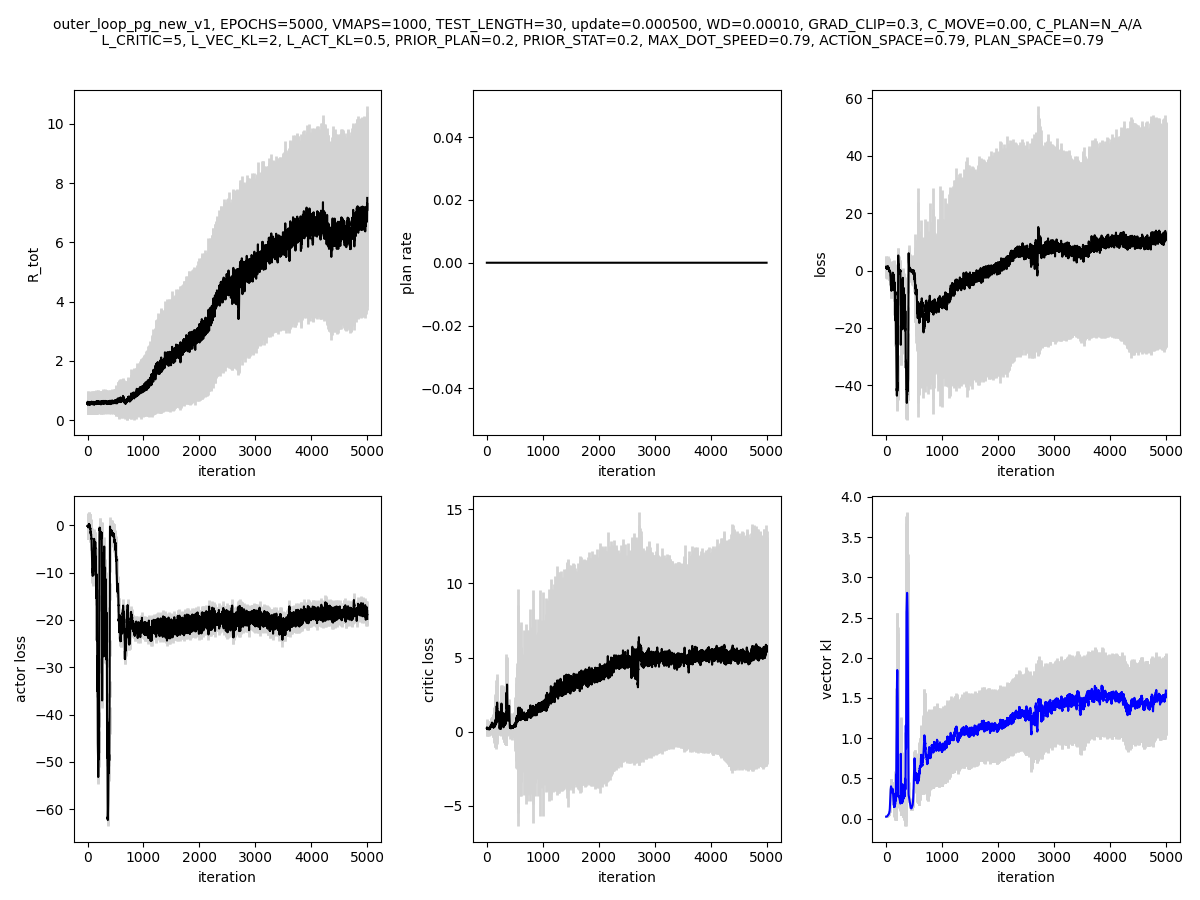 outer_loop_pg_new_v1, EPOCHS=5000, VMAPS=1000, TEST_LENGTH=30, update=0.000500, WD=0.00010, GRAD_CLIP=0.3, C_MOVE=0.00, C_PLAN=N_A/A
L_CRITIC=5, L_VEC_KL=2, L_ACT_KL=0.5, PRIOR_PLAN=0.2, PRIOR_STAT=0.2, MAX_DOT_SPEED=0.79, ACTION_SPACE=0.79, PLAN_SPACE=0.79
R_tot
10
8
6
4
2
0
0 1000 2000 3000 4000 5000
iteration
plan rate
0.04
0.02
0.00
−0.02
−0.04
0 1000 2000 3000 4000 5000
iteration
loss
60
40
20
0
−20
−40
0 1000 2000 3000 4000 5000
iteration
actor loss
0
−10
−20
−30
−40
−50
−60
0 1000 2000 3000 4000 5000
iteration
critic loss
15
10
5
0
−5
0 1000 2000 3000 4000 5000
iteration
vector kl
4.0
3.5
3.0
2.5
2.0
1.5
1.0
0.5
0.0
0 1000 2000 3000 4000 5000
iteration